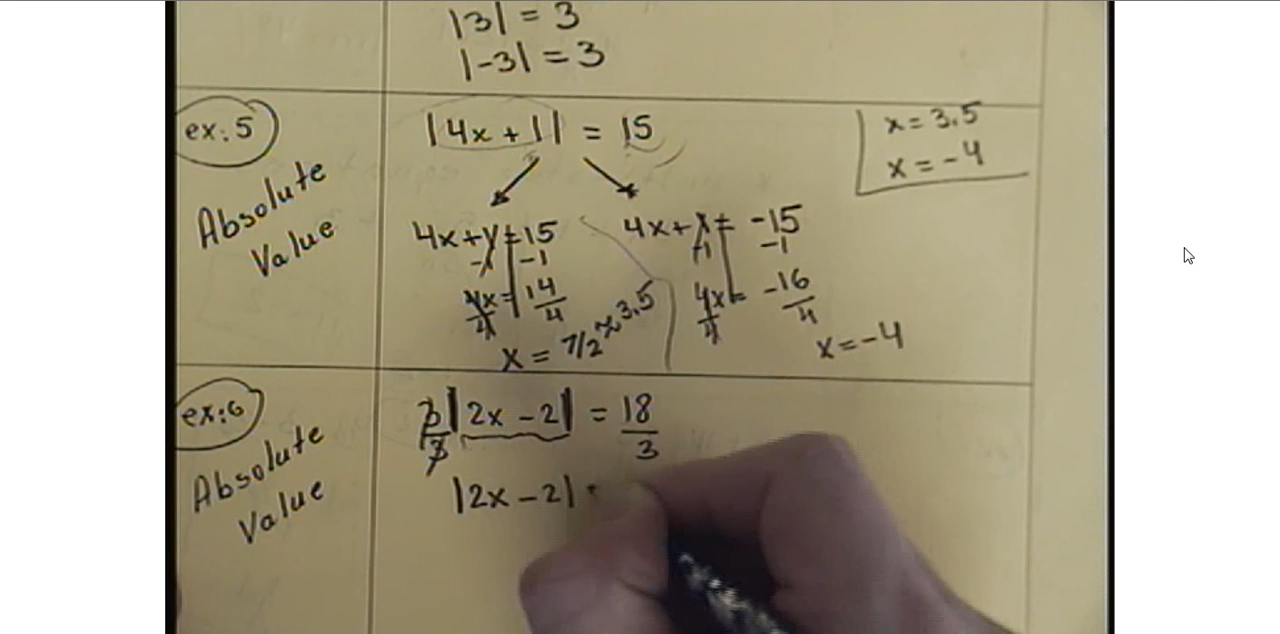 |3| = 3
|-3| = 3
ex: 5
Absolute
Value
|4x + 1| = 15
x = 3.5
x = -4
4x + 1 = 15
-1 -1
4x = 14
4 4
x = 7/2 ≈ 3.5
4x + 1 = -15
-1 -1
4x = -16
4 4
x = -4
ex: 6
Absolute
Value
3|2x - 2| = 18
3 3
|2x - 2| =